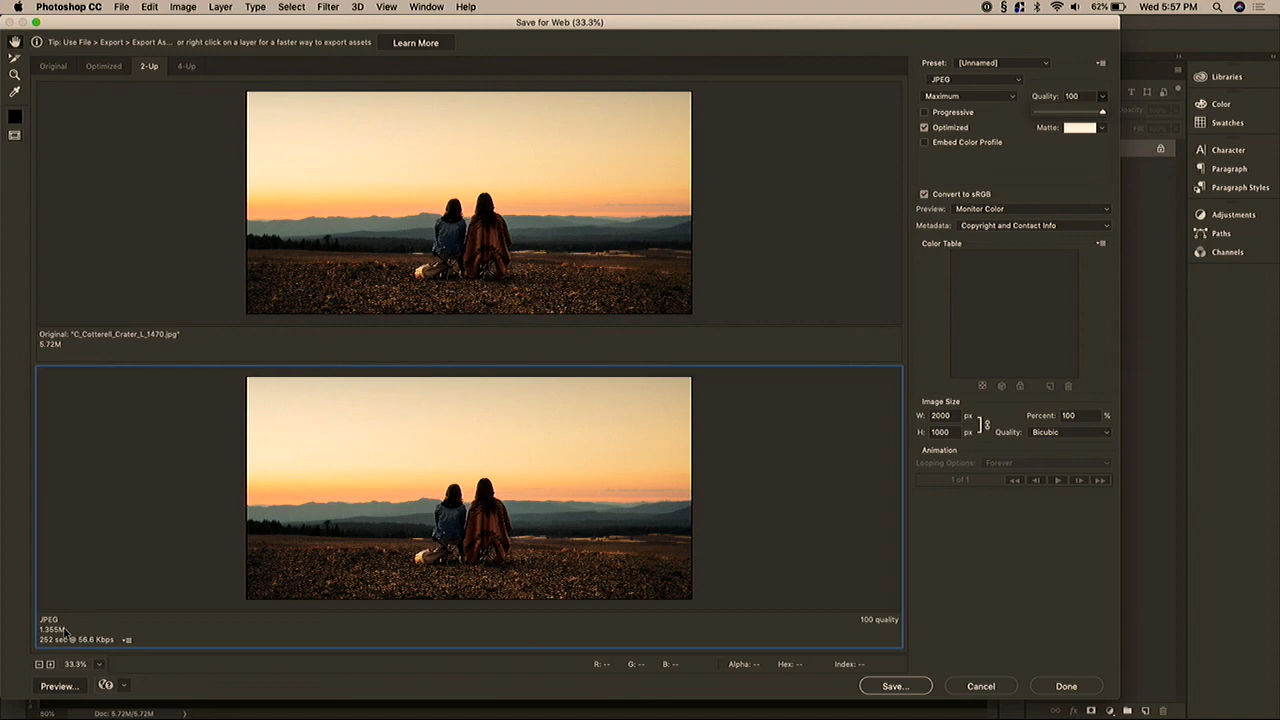 Photoshop CC File Edit Image Layer Type Select Filter 3D View Window Help 62% Wed 5:57 PM
Save for Web (33.3%)
Tip: Use File > Export > Export As... or right click on a layer for a faster way to export assets Learn More
Original Optimized 2-Up 4-Up
Original: "C_Cotterell_Crater_L_1470.jpg"
5.72M
JPEG 100 quality
1.355M
252 sec @ 56.6 Kbps
33.3% R: -- G: -- B: -- Alpha: -- Hex: -- Index: --
Preview... Save... Cancel Done
50% Doc: 5.72M/5.72M
Preset: [Unnamed]
JPEG
Maximum Quality: 100
Progressive
Optimized Matte:
Embed Color Profile
Convert to sRGB
Preview: Monitor Color
Metadata: Copyright and Contact Info
Color Table
Image Size
W: 2000 px Percent: 100 %
H: 1000 px Quality: Bicubic
Animation
Looping Options: Forever
1 of 1
Opacity:
Fill:
Libraries
Color
Swatches
Character
Paragraph
Paragraph Styles
Adjustments
Paths
Channels